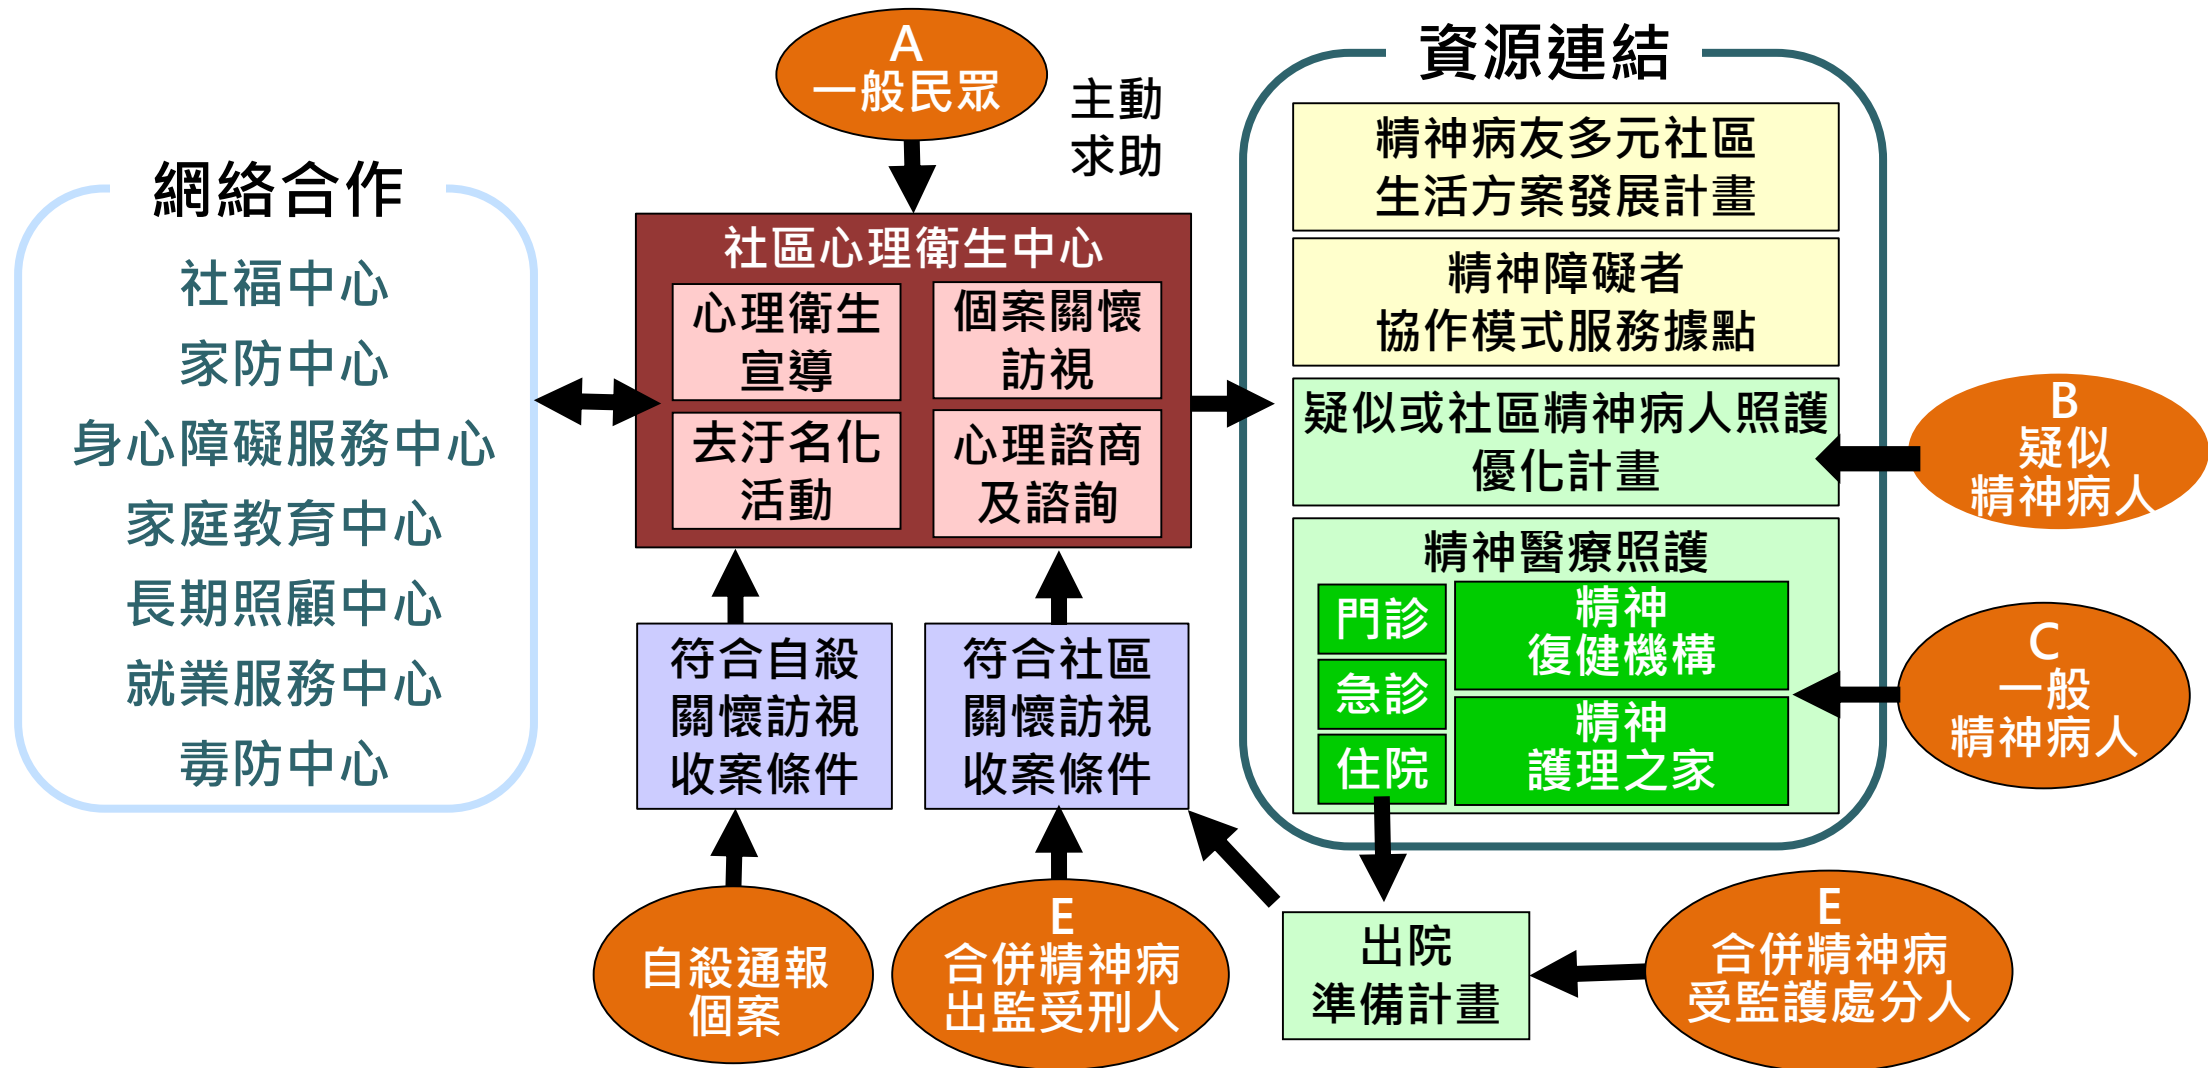 A
一般民眾
主動
求助
網絡合作
社福中心
家防中心
身心障礙服務中心
家庭教育中心
長期照顧中心
就業服務中心
毒防中心
社區心理衛生中心
心理衛生
宣導
個案關懷
訪視
去汙名化
活動
心理諮商
及諮詢
符合自殺
關懷訪視
收案條件
符合社區
關懷訪視
收案條件
自殺通報
個案
E
合併精神病
出監受刑人
資源連結
精神病友多元社區
生活方案發展計畫
精神障礙者
協作模式服務據點
疑似或社區精神病人照護
優化計畫
精神醫療照護
門診
急診
住院
精神
復健機構
精神
護理之家
B
疑似
精神病人
C
一般
精神病人
出院
準備計畫
E
合併精神病
受監護處分人